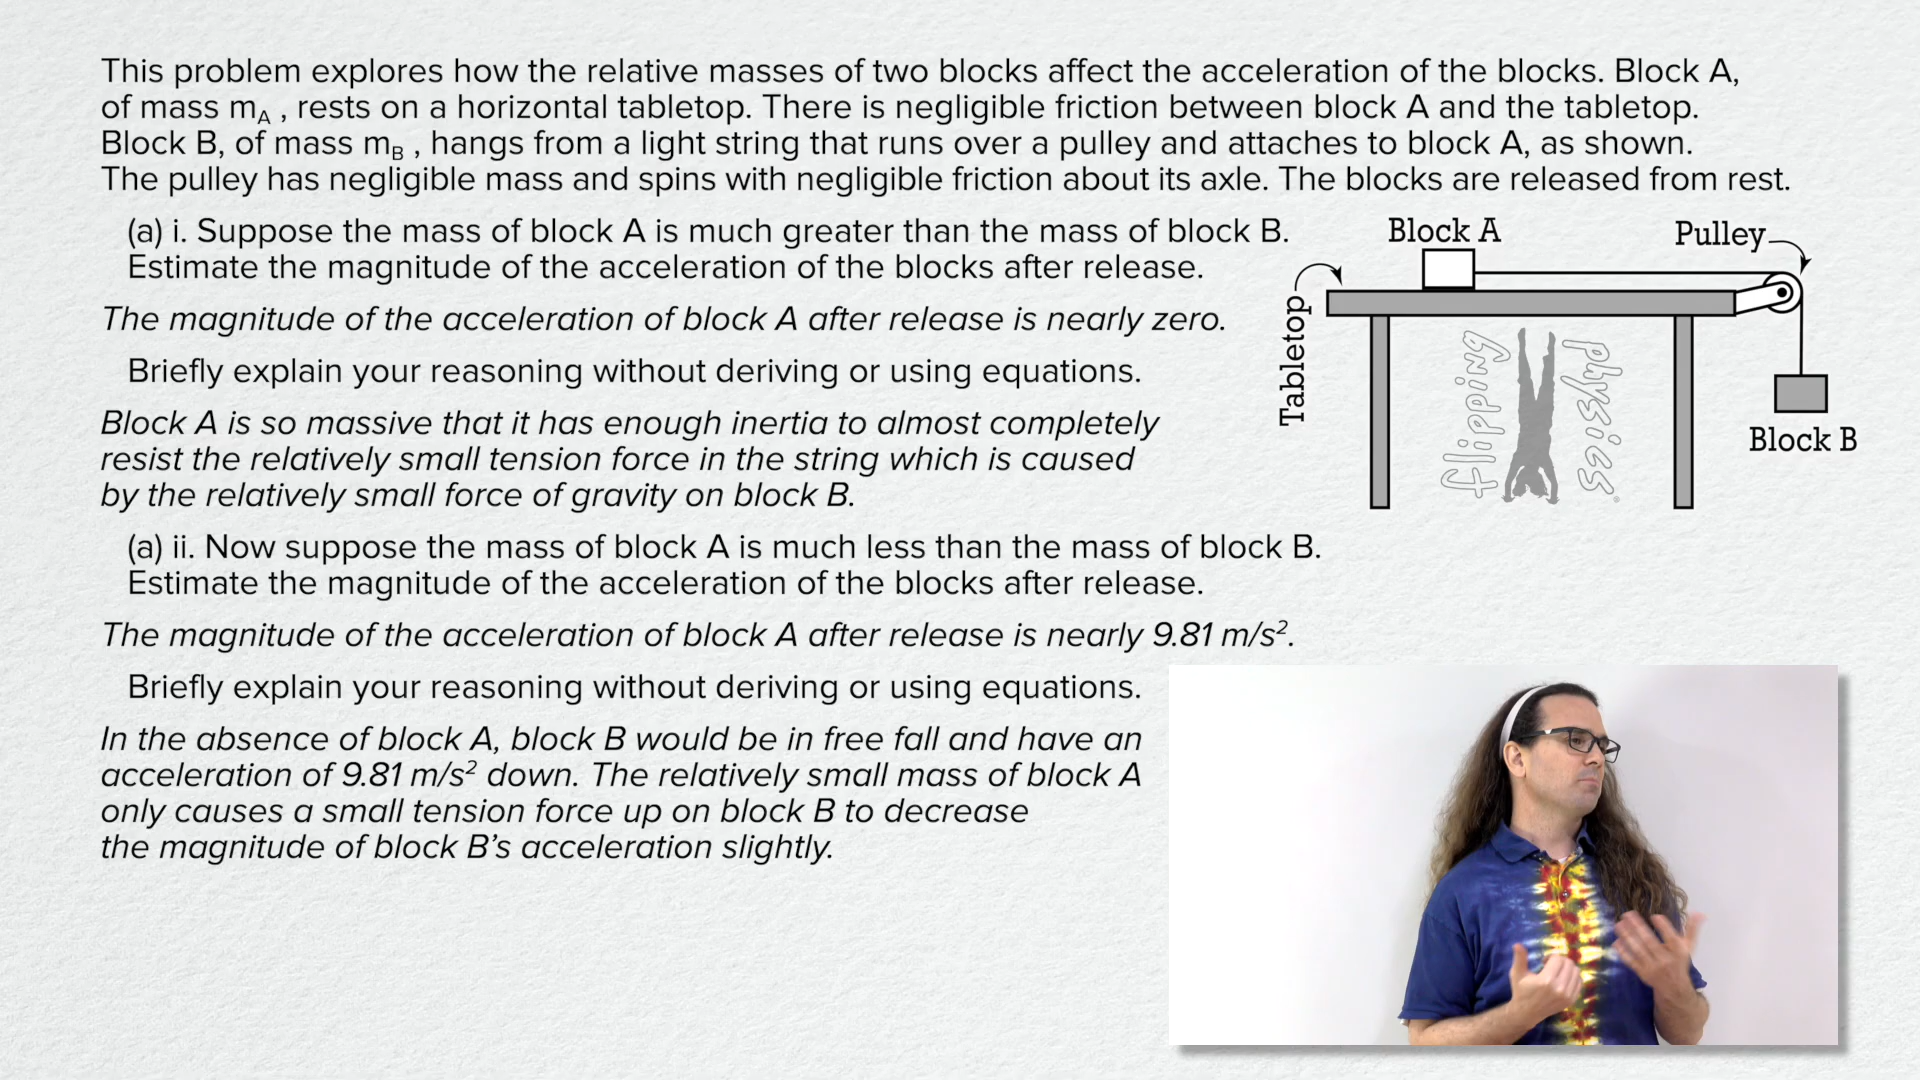 This problem explores how the relative masses of two blocks affect the acceleration of the blocks. Block A,
of mass mA , rests on a horizontal tabletop. There is negligible friction between block A and the tabletop.
Block B, of mass mB , hangs from a light string that runs over a pulley and attaches to block A, as shown.
The pulley has negligible mass and spins with negligible friction about its axle. The blocks are released from rest.
(a) i. Suppose the mass of block A is much greater than the mass of block B.
Estimate the magnitude of the acceleration of the blocks after release.
The magnitude of the acceleration of block A after release is nearly zero.
Briefly explain your reasoning without deriving or using equations.
Block A is so massive that it has enough inertia to almost completely
resist the relatively small tension force in the string which is caused
by the relatively small force of gravity on block B.
(a) ii. Now suppose the mass of block A is much less than the mass of block B.
Estimate the magnitude of the acceleration of the blocks after release.
The magnitude of the acceleration of block A after release is nearly 9.81 m/s².
Briefly explain your reasoning without deriving or using equations.
In the absence of block A, block B would be in free fall and have an
acceleration of 9.81 m/s² down. The relatively small mass of block A
only causes a small tension force up on block B to decrease
the magnitude of block B’s acceleration slightly.
Block A
Pulley
Tabletop
Block B
flipping
physics